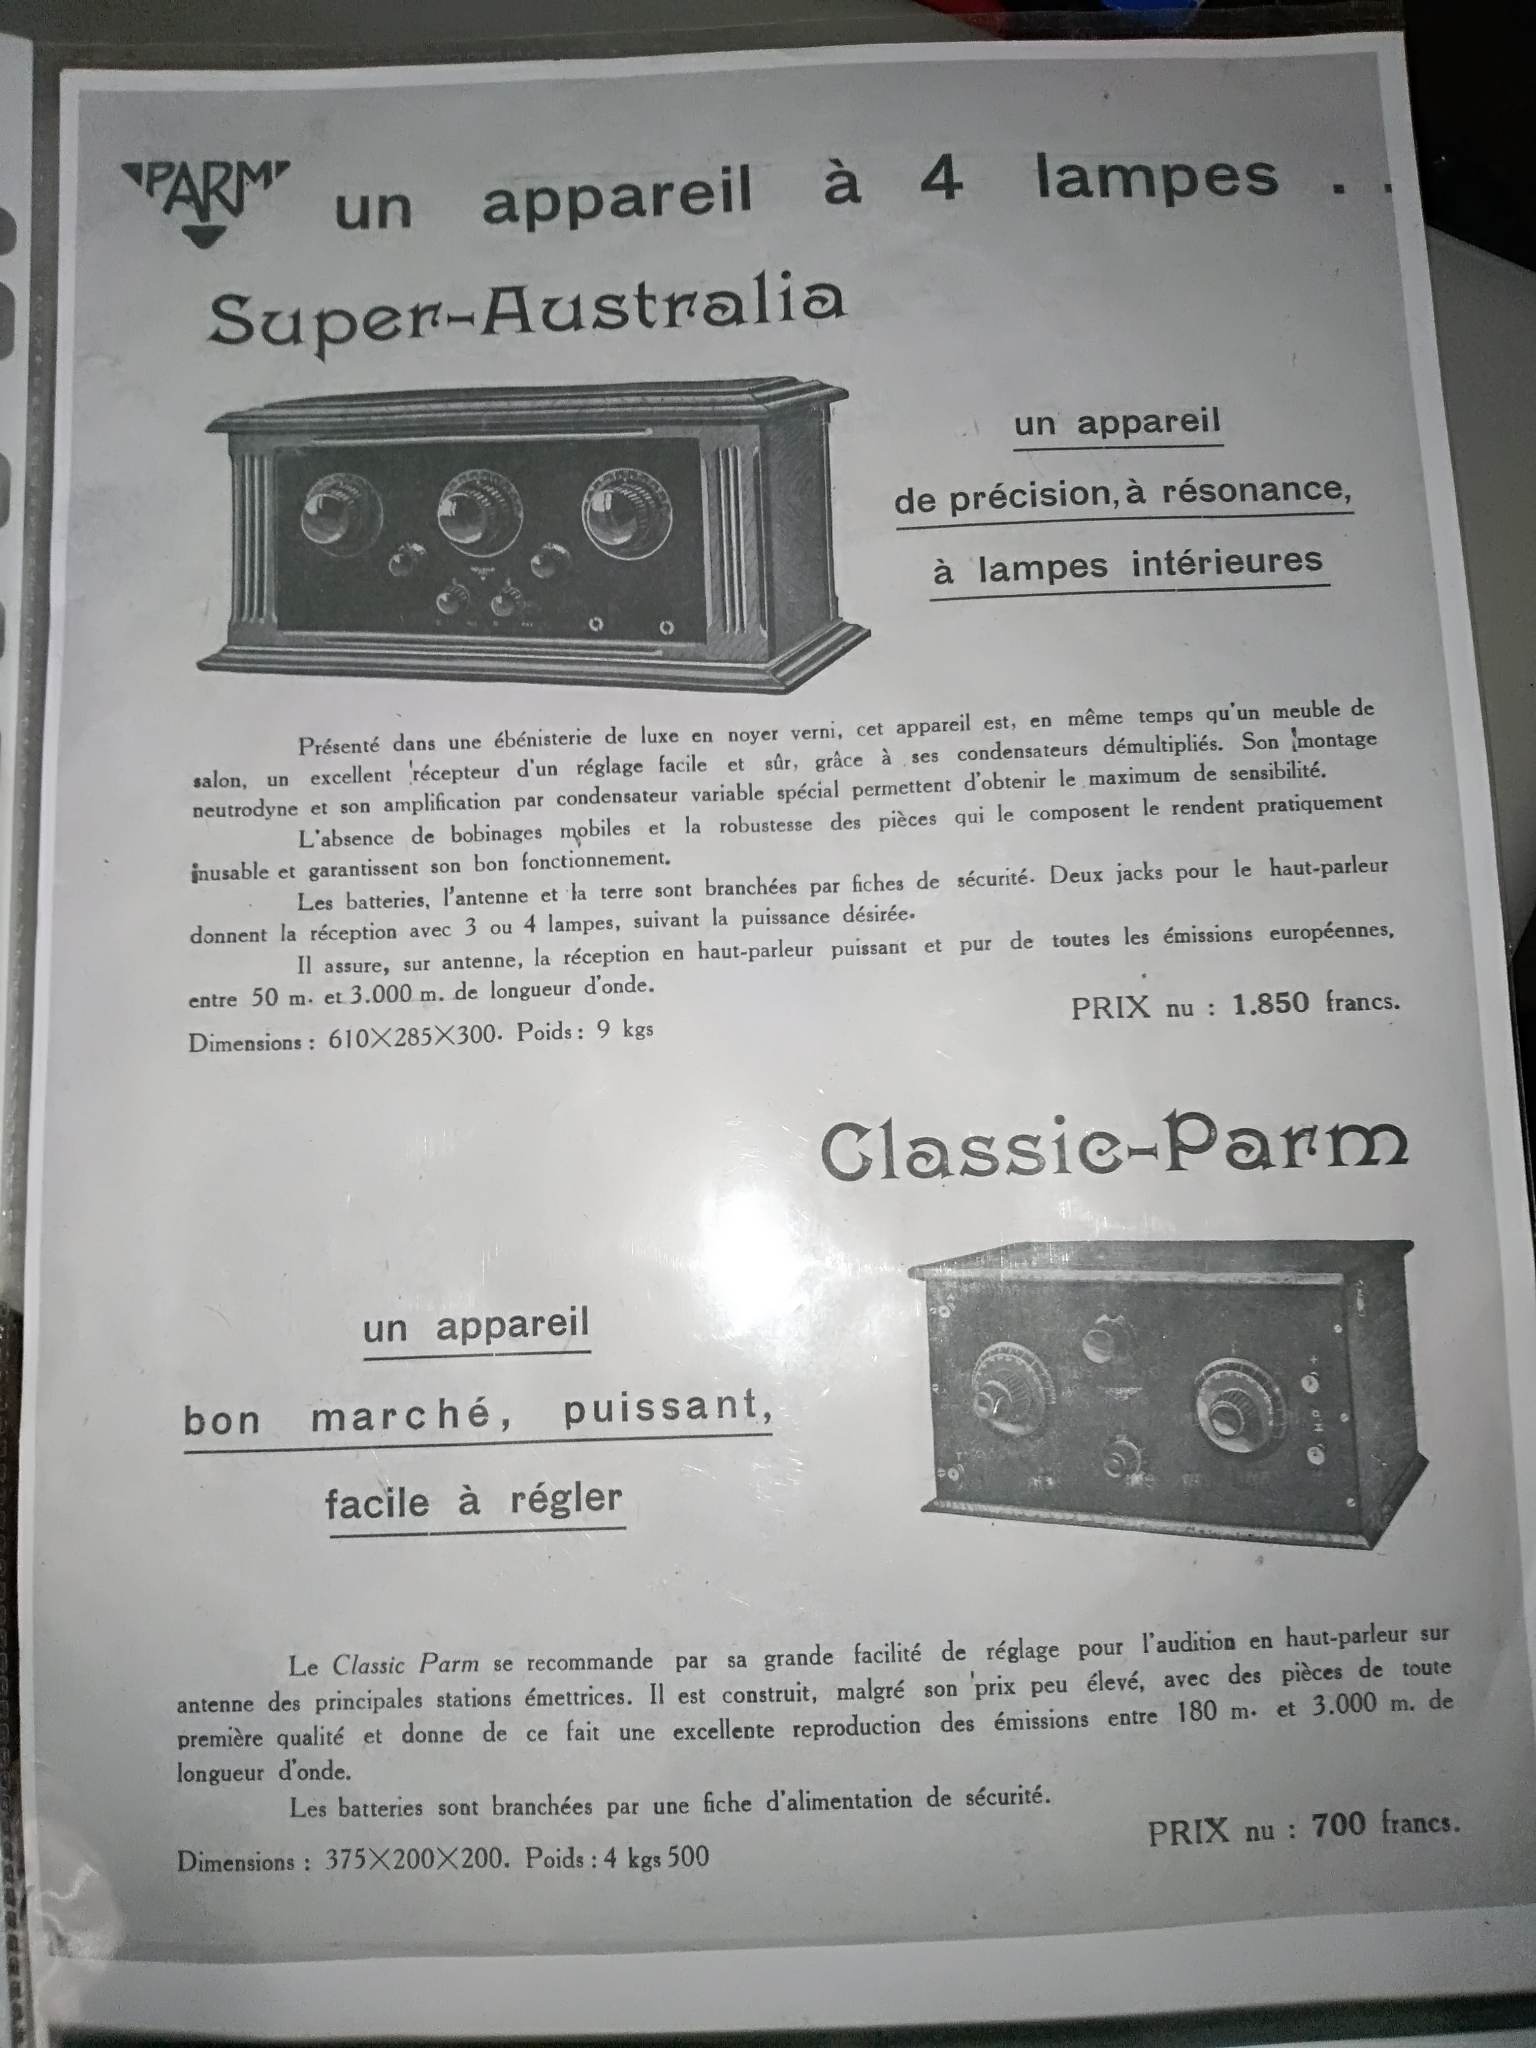 PARM un appareil à 4 lampes . .
Super-Australia
un appareil
de précision, à résonance,
à lampes intérieures
Présenté dans une ébénisterie de luxe en noyer verni, cet appareil est, en même temps qu'un meuble de
salon, un excellent récepteur d'un réglage facile et sûr, grâce à ses condensateurs démultipliés. Son montage
neutrodyne et son amplification par condensateur variable spécial permettent d'obtenir le maximum de sensibilité.
L'absence de bobinages mobiles et la robustesse des pièces qui le composent le rendent pratiquement
inusable et garantissent son bon fonctionnement.
Les batteries, l'antenne et la terre sont branchées par fiches de sécurité. Deux jacks pour le haut-parleur
donnent la réception avec 3 ou 4 lampes, suivant la puissance désirée.
Il assure, sur antenne, la réception en haut-parleur puissant et pur de toutes les émissions européennes,
entre 50 m. et 3.000 m. de longueur d'onde.
PRIX nu : 1.850 francs.
Dimensions : 610×285×300. Poids : 9 kgs
Classic-Parm
un appareil
bon marché, puissant,
facile à régler
Le Classic Parm se recommande par sa grande facilité de réglage pour l'audition en haut-parleur sur
antenne des principales stations émettrices. Il est construit, malgré son prix peu élevé, avec des pièces de toute
première qualité et donne de ce fait une excellente reproduction des émissions entre 180 m. et 3.000 m. de
longueur d'onde.
Les batteries sont branchées par une fiche d'alimentation de sécurité.
PRIX nu : 700 francs.
Dimensions : 375×200×200. Poids : 4 kgs 500